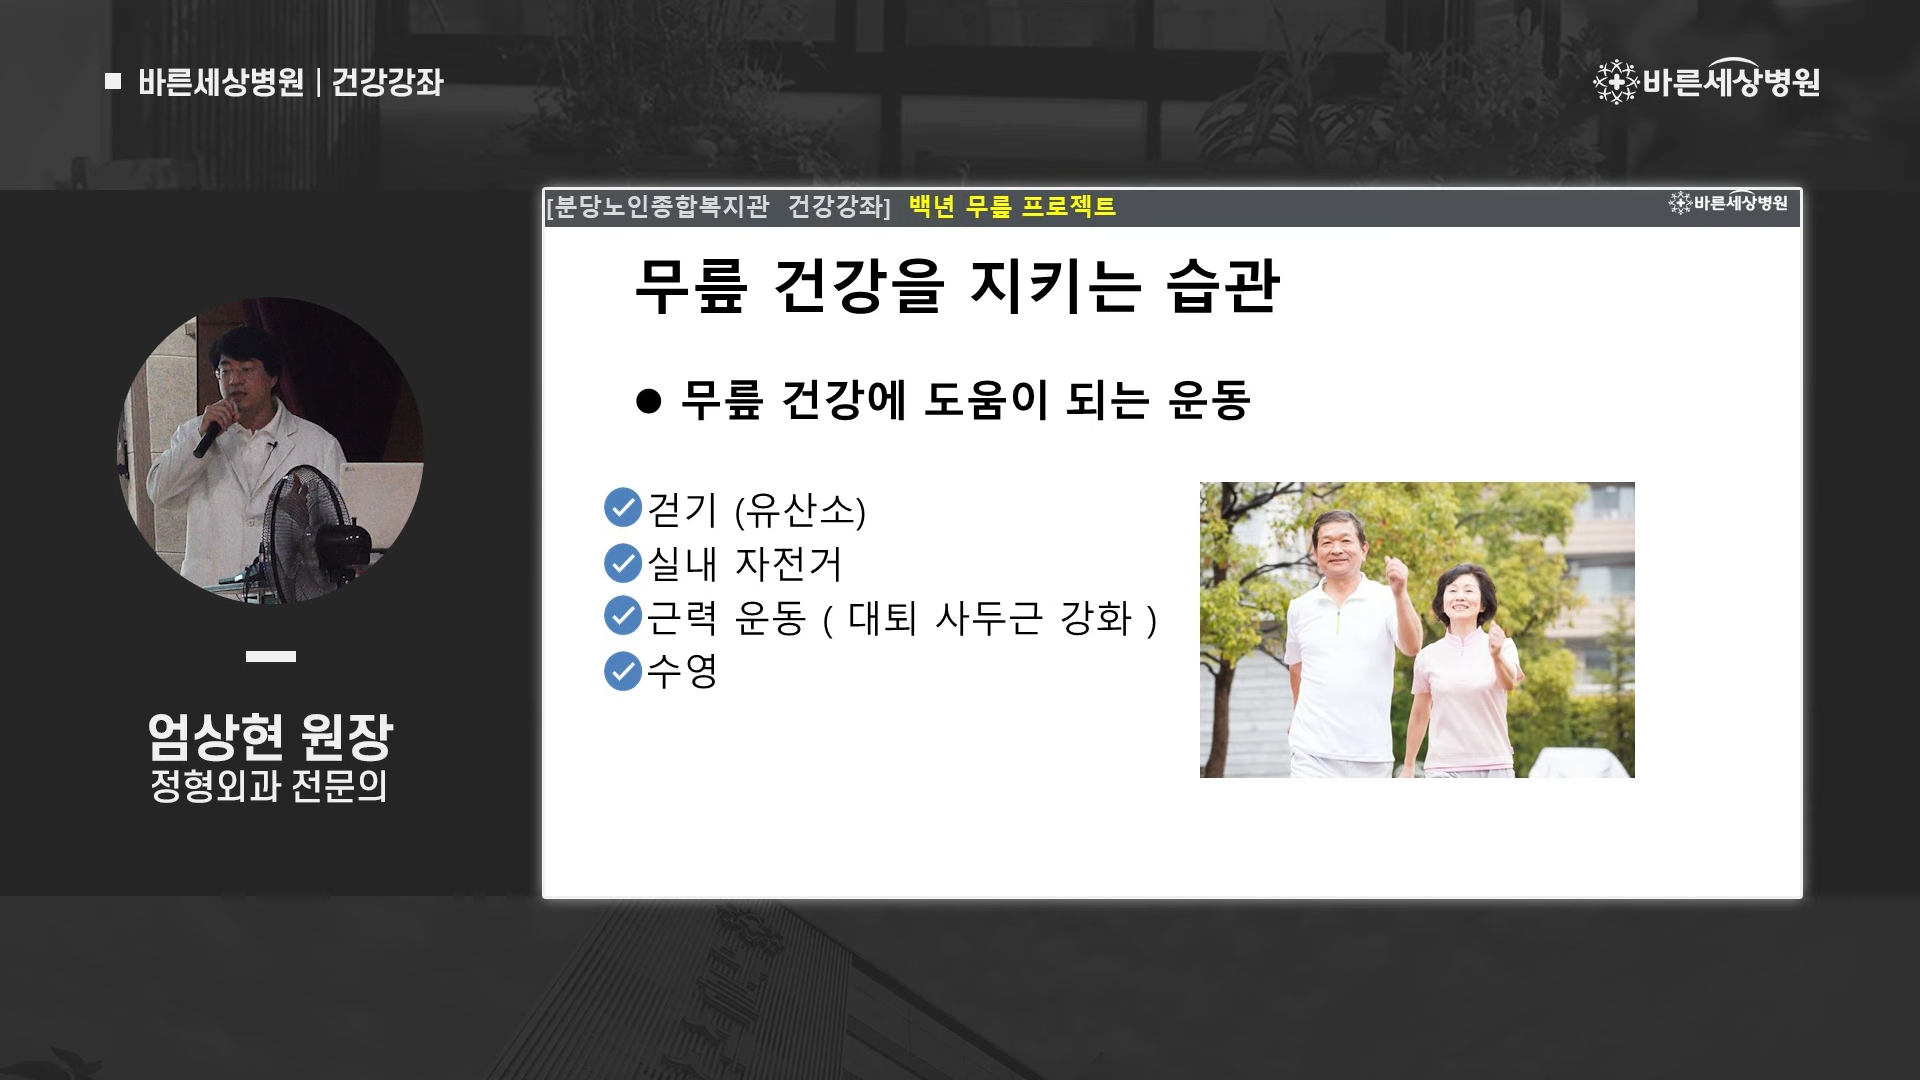 바른세상병원 | 건강강좌
바른세상병원
[분당노인종합복지관 건강강좌] 백년 무릎 프로젝트
바른세상병원
무릎 건강을 지키는 습관
● 무릎 건강에 도움이 되는 운동
걷기 (유산소)
실내 자전거
근력 운동 ( 대퇴 사두근 강화 )
수영
엄상현 원장
정형외과 전문의